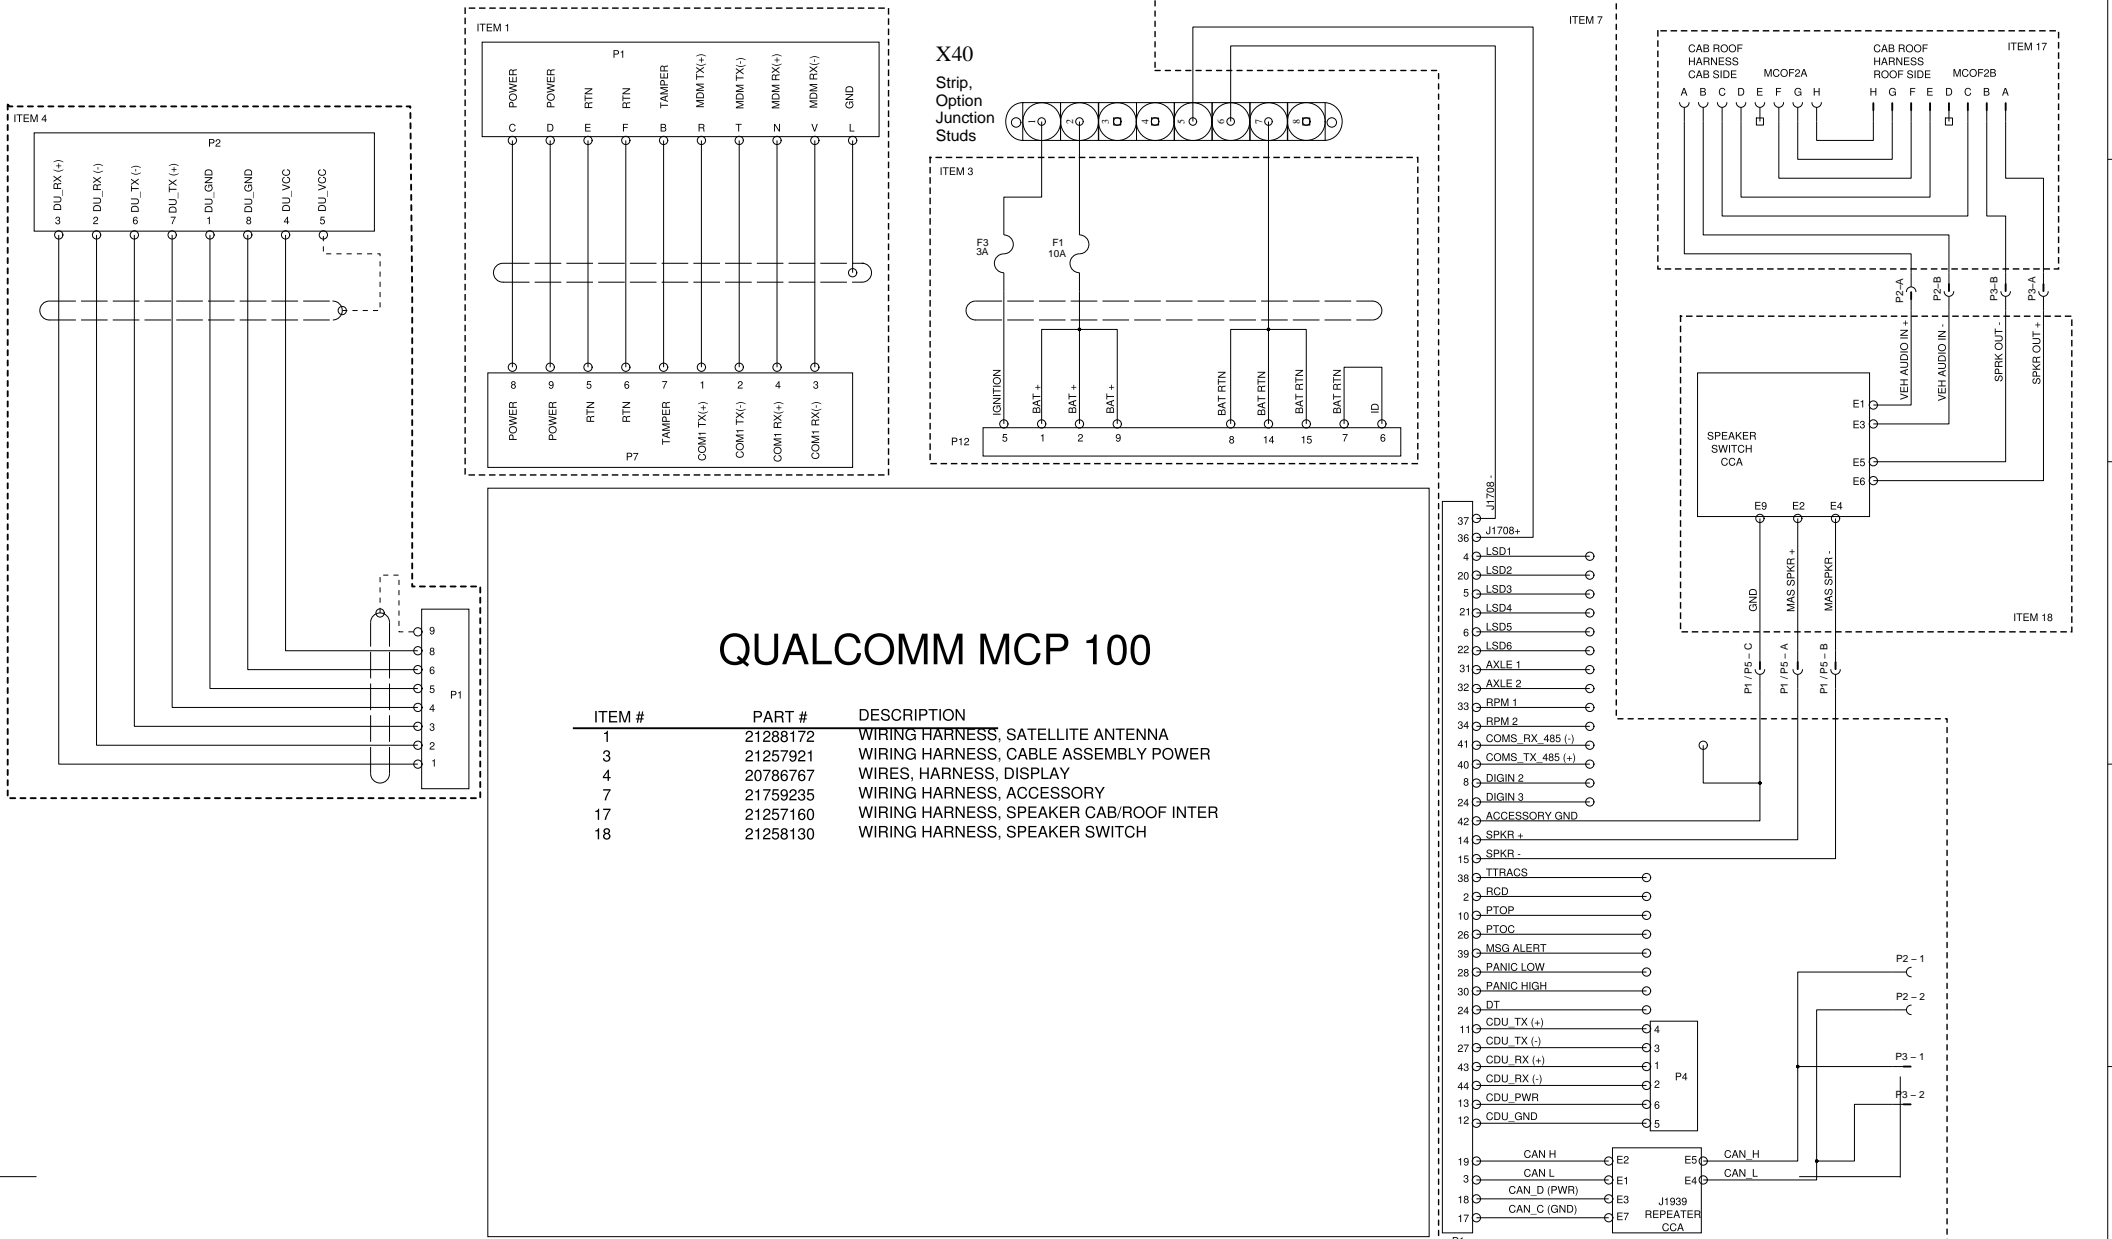 ITEM 4
P2
DU_RX (+)
DU_RX (-)
DU_TX (-)
DU_TX (+)
DU_GND
DU_GND
DU_VCC
DU_VCC
3 2 6 7 1 8 4 5
9
8
6
5
4
3
2
1
P1
ITEM 1
P1
POWER
POWER
RTN
RTN
TAMPER
MDM TX(+)
MDM TX(-)
MDM RX(+)
MDM RX(-)
GND
C D E F B R T N V L
8 9 5 6 7 1 2 4 3
POWER
POWER
RTN
RTN
TAMPER
COM1 TX(+)
COM1 TX(-)
COM1 RX(+)
COM1 RX(-)
P7
X40
Strip,
Option
Junction
Studs
1 2 3 4 5 6 7 8
ITEM 3
F3
3A
F1
10A
IGNITION
BAT +
BAT +
BAT +
BAT RTN
BAT RTN
BAT RTN
BAT RTN
ID
P12
5 1 2 9 8 14 15 7 6
QUALCOMM MCP 100
ITEM # PART # DESCRIPTION
1 21288172 WIRING HARNESS, SATELLITE ANTENNA
3 21257921 WIRING HARNESS, CABLE ASSEMBLY POWER
4 20786767 WIRES, HARNESS, DISPLAY
7 21759235 WIRING HARNESS, ACCESSORY
17 21257160 WIRING HARNESS, SPEAKER CAB/ROOF INTER
18 21258130 WIRING HARNESS, SPEAKER SWITCH
ITEM 7
37 J1708 -
36 J1708+
4 LSD1
20 LSD2
5 LSD3
21 LSD4
6 LSD5
22 LSD6
31 AXLE 1
32 AXLE 2
33 RPM 1
34 RPM 2
41 COMS_RX_485 (-)
40 COMS_TX_485 (+)
8 DIGIN 2
24 DIGIN 3
42 ACCESSORY GND
14 SPKR +
15 SPKR -
38 TTRACS
2 RCD
10 PTOP
26 PTOC
39 MSG ALERT
28 PANIC LOW
30 PANIC HIGH
24 DT
11 CDU_TX (+) 4
27 CDU_TX (-) 3
43 CDU_RX (+) 1
44 CDU_RX (-) 2
13 CDU_PWR 6
12 CDU_GND 5
P4
19 CAN H E2
3 CAN L E1
18 CAN_D (PWR) E3
17 CAN_C (GND) E7
E5 CAN_H
E4 CAN_L
J1939
REPEATER
CCA
P2 – 1
P2 – 2
P3 – 1
P3 – 2
ITEM 17
CAB ROOF
HARNESS
CAB SIDE
MCOF2A
CAB ROOF
HARNESS
ROOF SIDE
MCOF2B
A B C D E F G H
H G F E D C B A
P2–A
P2–B
P3–B
P3–A
VEH AUDIO IN +
VEH AUDIO IN -
SPRK OUT -
SPKR OUT +
SPEAKER
SWITCH
CCA
E1
E3
E5
E6
E9 E2 E4
GND
MAS SPKR +
MAS SPKR -
ITEM 18
P1 / P5 – C
P1 / P5 – A
P1 / P5 – B